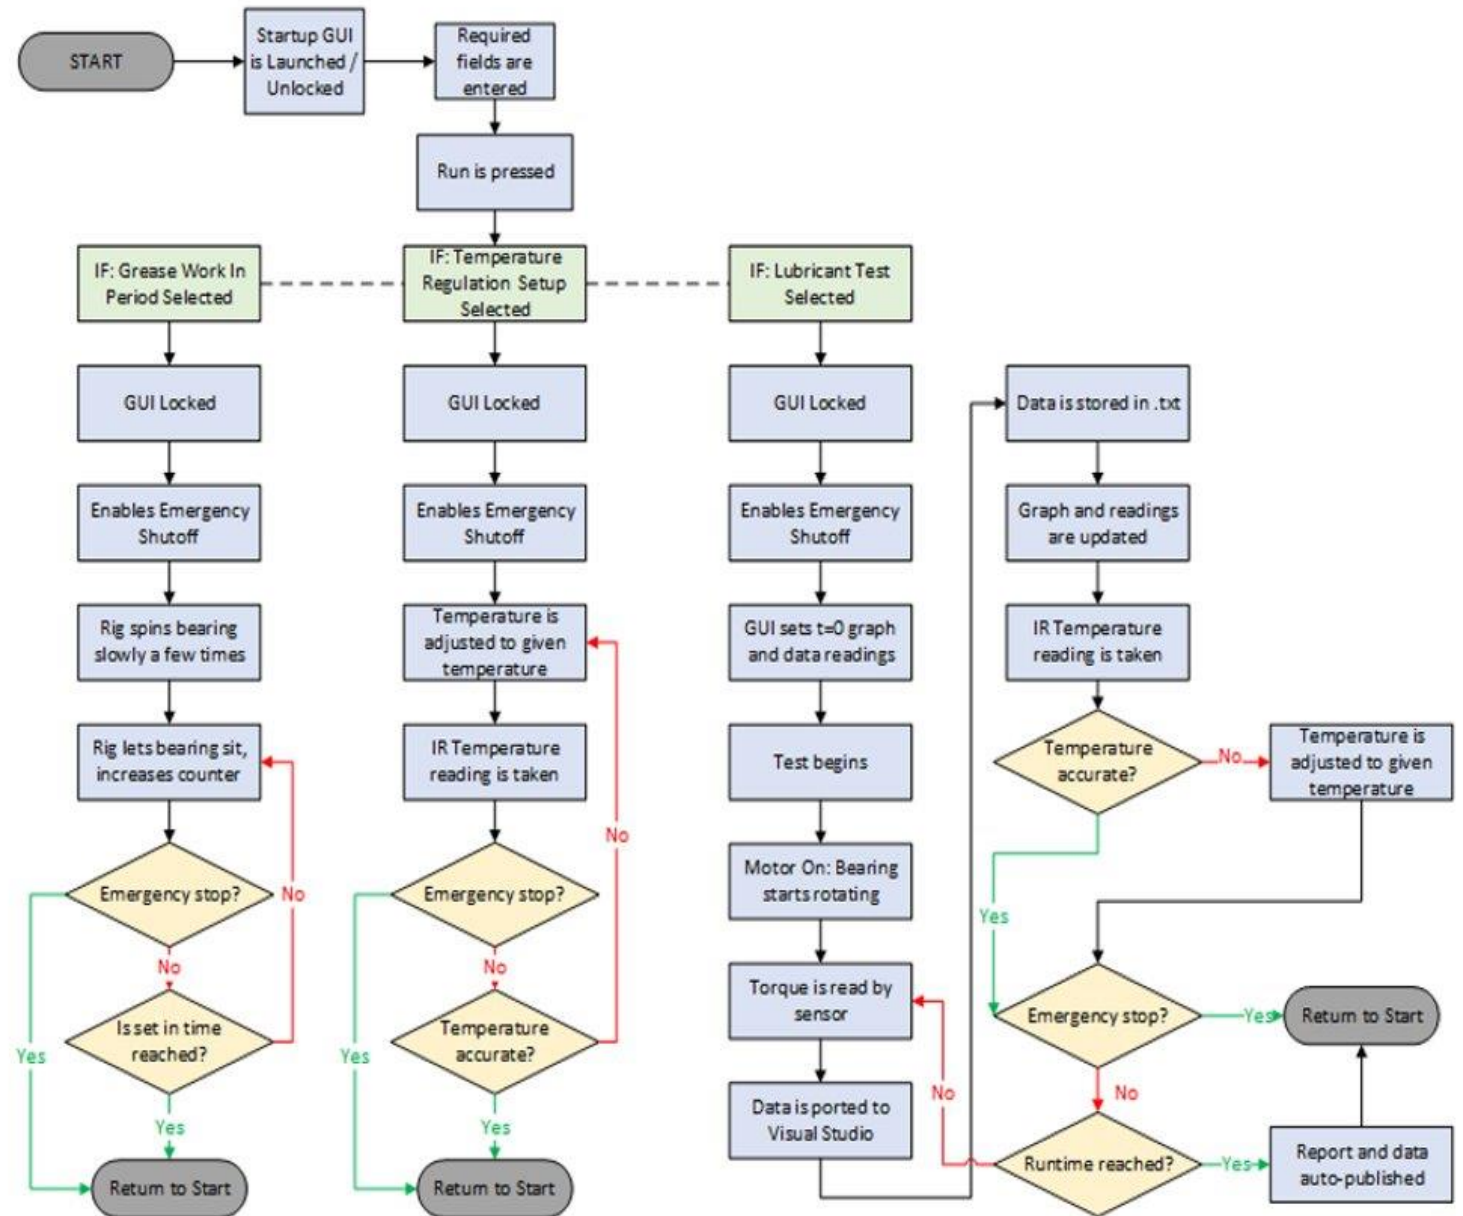 START
Startup GUI
is Launched /
Unlocked
Required
fields are
entered
Run is pressed
IF: Grease Work In
Period Selected
IF: Temperature
Regulation Setup
Selected
IF: Lubricant Test
Selected
GUI Locked
Enables Emergency
Shutoff
Rig spins bearing
slowly a few times
Rig lets bearing sit,
increases counter
Emergency stop?
No
No
Is set in time
reached?
Yes
Yes
Return to Start
GUI Locked
Enables Emergency
Shutoff
Temperature is
adjusted to given
temperature
IR Temperature
reading is taken
No
Emergency stop?
No
Temperature
accurate?
Yes
Yes
Return to Start
GUI Locked
Enables Emergency
Shutoff
GUI sets t=0 graph
and data readings
Test begins
Motor On: Bearing
starts rotating
Torque is read by
sensor
Data is ported to
Visual Studio
Data is stored in .txt
Graph and readings
are updated
IR Temperature
reading is taken
Temperature
accurate?
No
Temperature is
adjusted to given
temperature
Yes
Emergency stop?
Yes
Return to Start
No
No
Runtime reached?
Yes
Report and data
auto-published